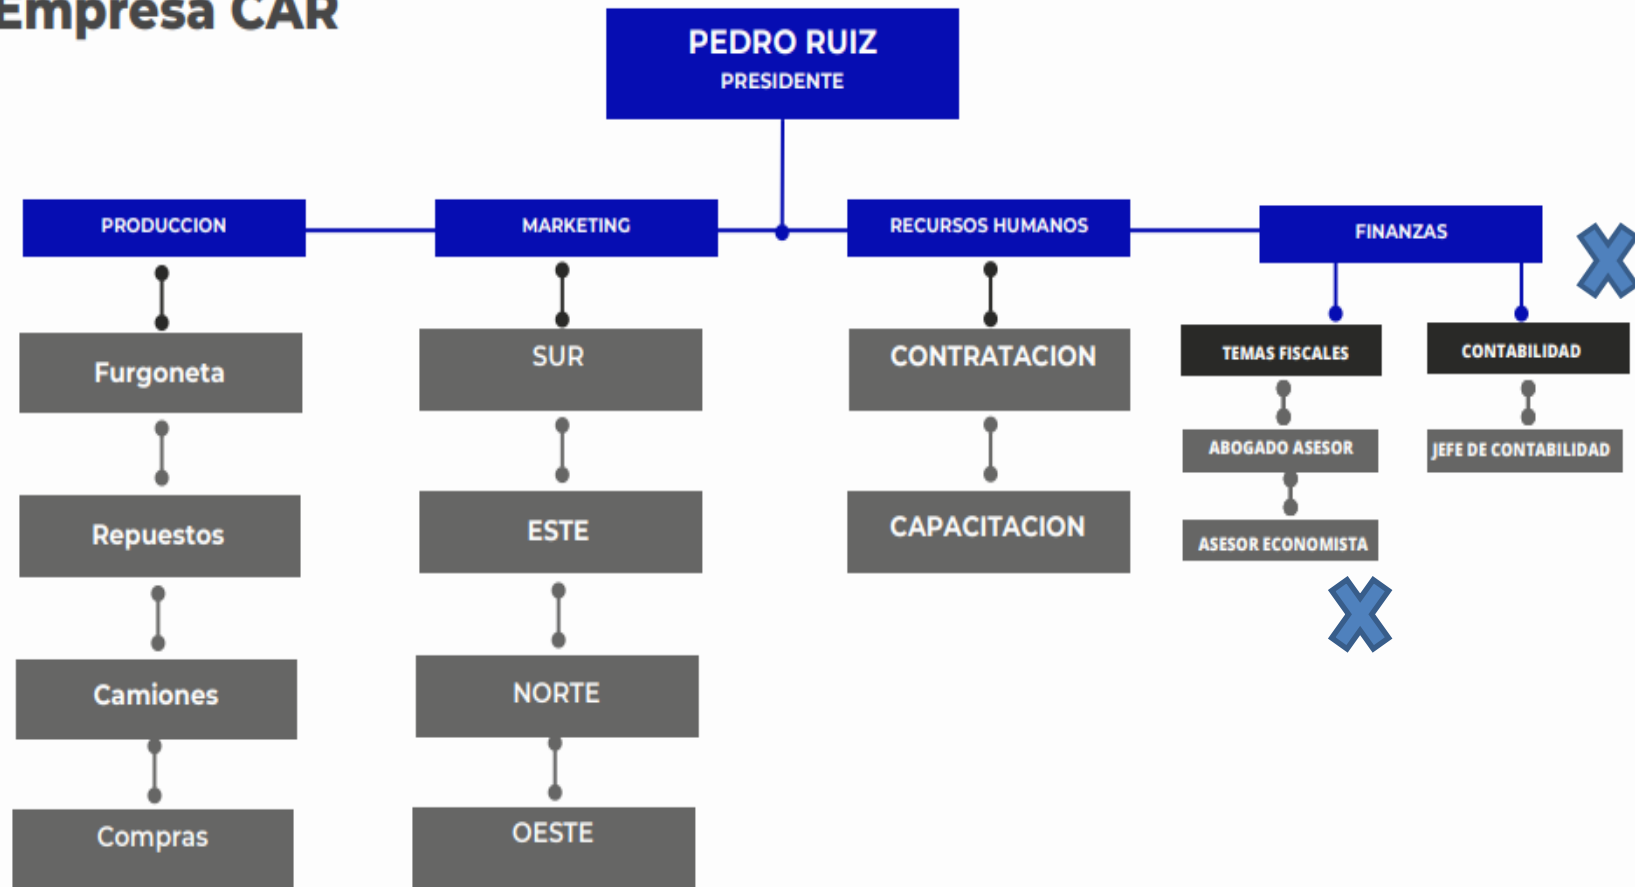 Empresa CAR
PEDRO RUIZ
PRESIDENTE
PRODUCCION
MARKETING
RECURSOS HUMANOS
FINANZAS
Furgoneta
SUR
CONTRATACION
TEMAS FISCALES
CONTABILIDAD
ABOGADO ASESOR
JEFE DE CONTABILIDAD
Repuestos
ESTE
CAPACITACION
ASESOR ECONOMISTA
Camiones
NORTE
Compras
OESTE